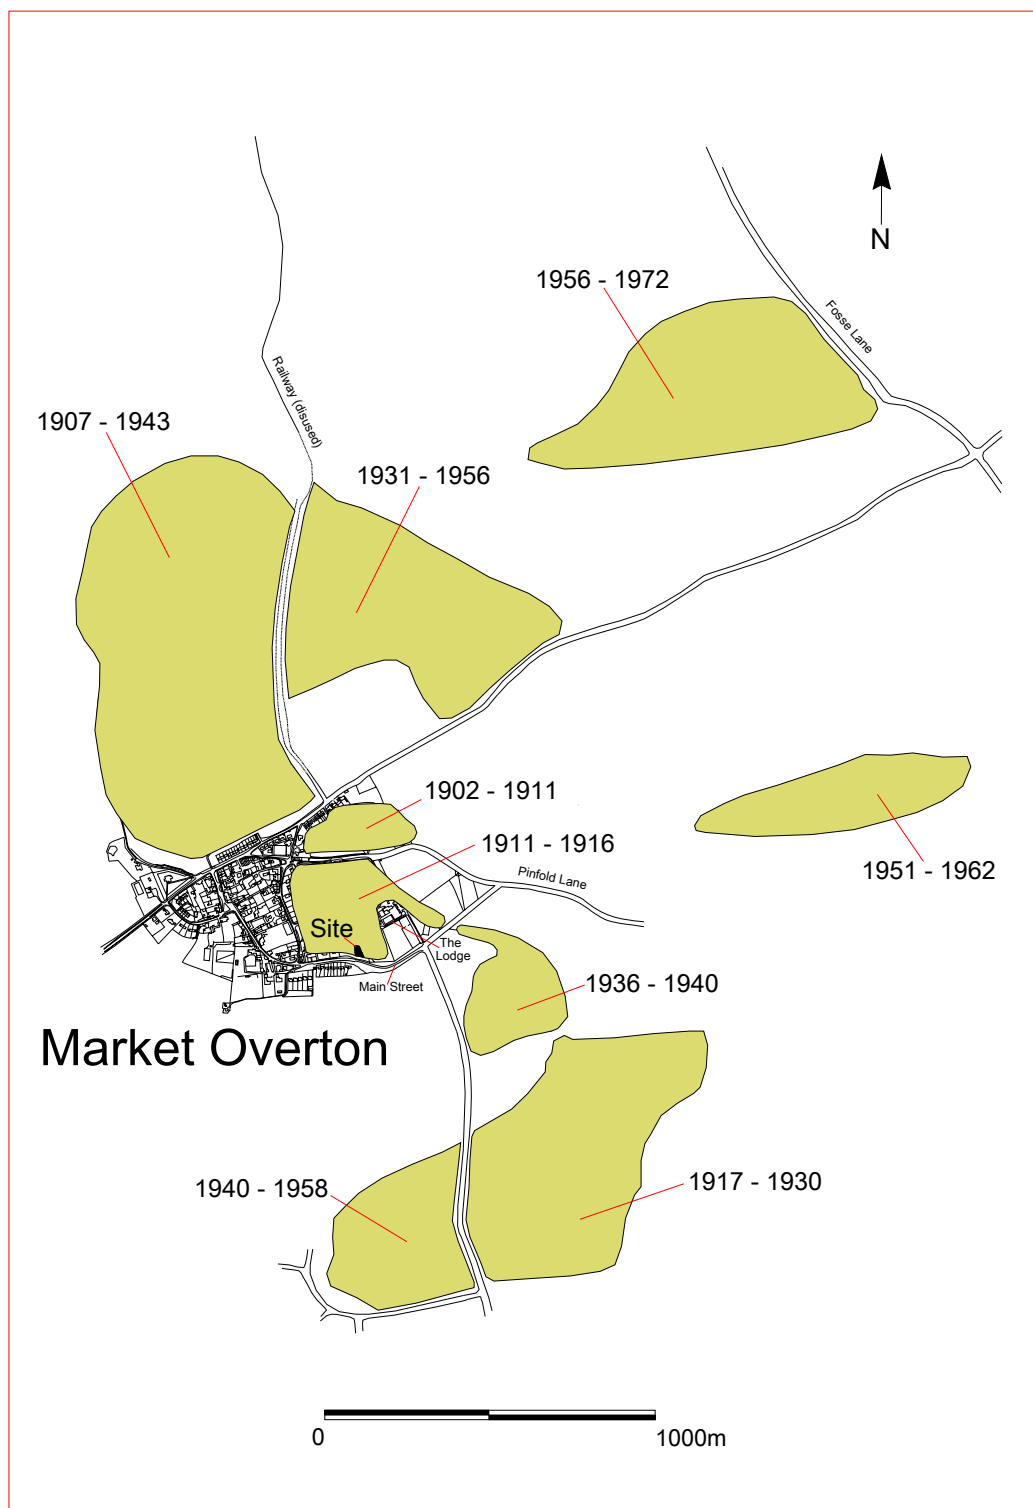 N
1956 - 1972
Fosse Lane
Railway (disused)
1907 - 1943
1931 - 1956
1902 - 1911
1911 - 1916
1951 - 1962
Pinfold Lane
Site
The
Lodge
Main Street
1936 - 1940
Market Overton
1940 - 1958
1917 - 1930
0
1000m